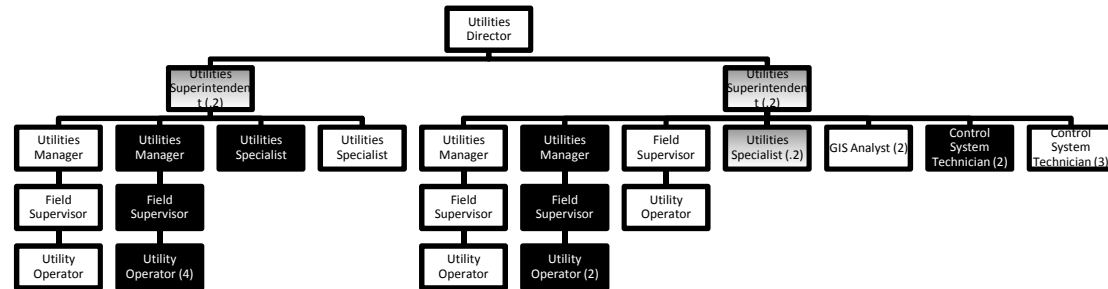 Utilities
Director
Utilities
Superintenden
t (.2)
Utilities
Superintenden
t (.2)
Utilities
Manager
Utilities
Manager
Utilities
Specialist
Utilities
Specialist
Utilities
Manager
Utilities
Manager
Field
Supervisor
Utilities
Specialist (.2)
GIS Analyst (2)
Control
System
Technician (2)
Control
System
Technician (3)
Field
Supervisor
Field
Supervisor
Field
Supervisor
Field
Supervisor
Utility
Operator
Utility
Operator
Utility
Operator (4)
Utility
Operator
Utility
Operator (2)